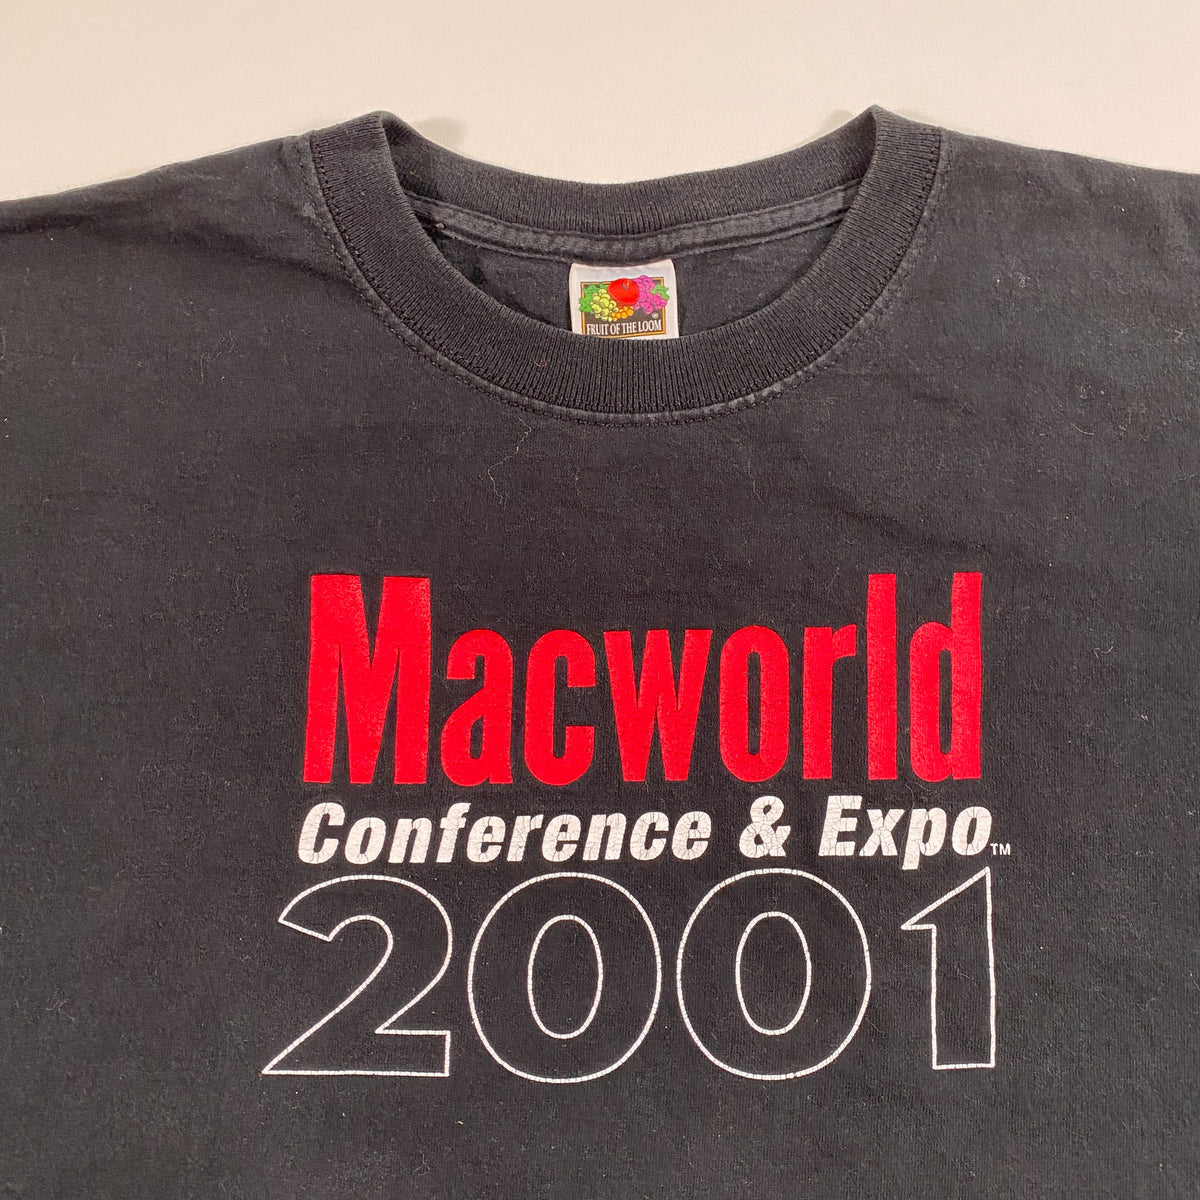 FRUIT OF THE LOOM ®
Macworld
Conference & Expo™
2001